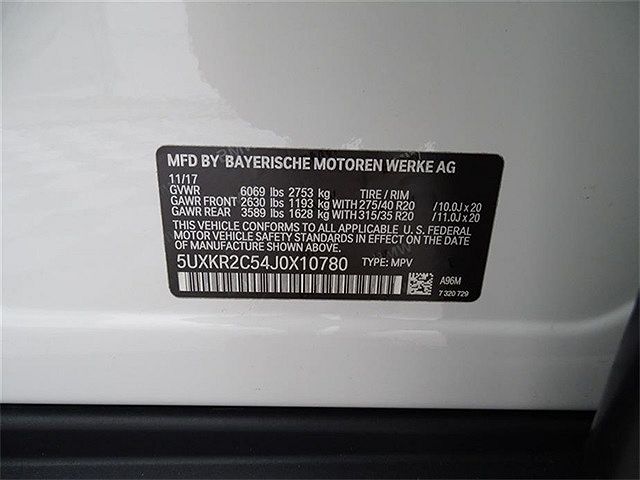 MFD BY BAYERISCHE MOTOREN WERKE AG
11/17
GVWR 6069 lbs 2753 kg TIRE / RIM
GAWR FRONT 2630 lbs 1193 kg WITH 275/40 R20 /10.0J x 20
GAWR REAR 3589 lbs 1628 kg WITH 315/35 R20 /11.0J x 20
THIS VEHICLE CONFORMS TO ALL APPLICABLE U. S. FEDERAL
MOTOR VEHICLE SAFETY STANDARDS IN EFFECT
ON THE DATE OF MANUFACTURE SHOWN ABOVE.
5UXKR2C54J0X10780 TYPE: MPV
A96M
7 320 729